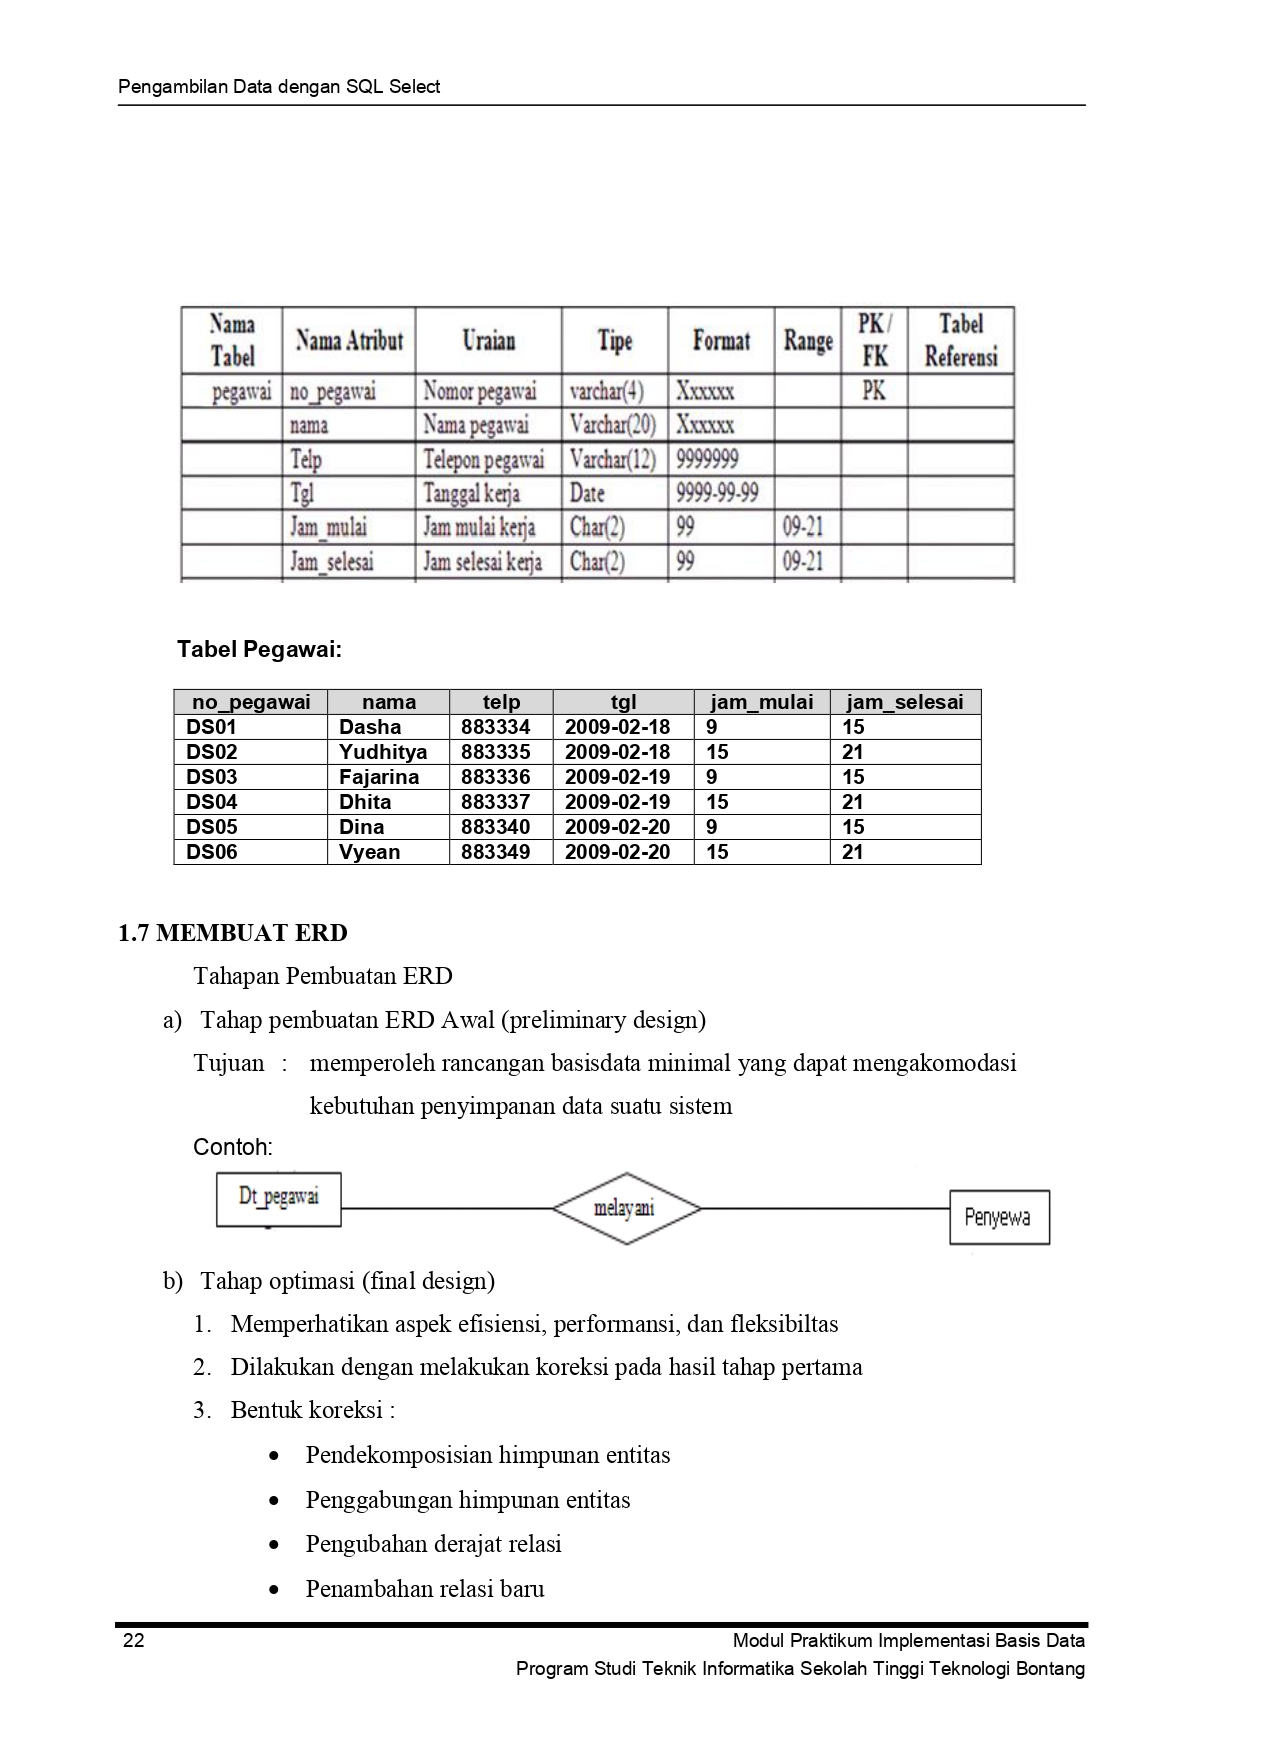 Pengambilan Data dengan SQL Select
Nama Tabel Nama Atribut Uraian Tipe Format Range PK / FK Tabel Referensi
pegawai no_pegawai Nomor pegawai varchar(4) Xxxxxx PK
nama Nama pegawai Varchar(20) Xxxxxx
Telp Telepon pegawai Varchar(12) 9999999
Tgl Tanggal kerja Date 9999-99-99
Jam_mulai Jam mulai kerja Char(2) 99 09-21
Jam_selesai Jam selesai kerja Char(2) 99 09-21
Tabel Pegawai:
no_pegawai nama telp tgl jam_mulai jam_selesai
DS01 Dasha 883334 2009-02-18 9 15
DS02 Yudhitya 883335 2009-02-18 15 21
DS03 Fajarina 883336 2009-02-19 9 15
DS04 Dhita 883337 2009-02-19 15 21
DS05 Dina 883340 2009-02-20 9 15
DS06 Vyean 883349 2009-02-20 15 21
1.7 MEMBUAT ERD
Tahapan Pembuatan ERD
a) Tahap pembuatan ERD Awal (preliminary design)
Tujuan : memperoleh rancangan basisdata minimal yang dapat mengakomodasi
kebutuhan penyimpanan data suatu sistem
Contoh:
Dt_pegawai melayani Penyewa
b) Tahap optimasi (final design)
1. Memperhatikan aspek efisiensi, performansi, dan fleksibiltas
2. Dilakukan dengan melakukan koreksi pada hasil tahap pertama
3. Bentuk koreksi :
• Pendekomposisian himpunan entitas
• Penggabungan himpunan entitas
• Pengubahan derajat relasi
• Penambahan relasi baru
22 Modul Praktikum Implementasi Basis Data
Program Studi Teknik Informatika Sekolah Tinggi Teknologi Bontang